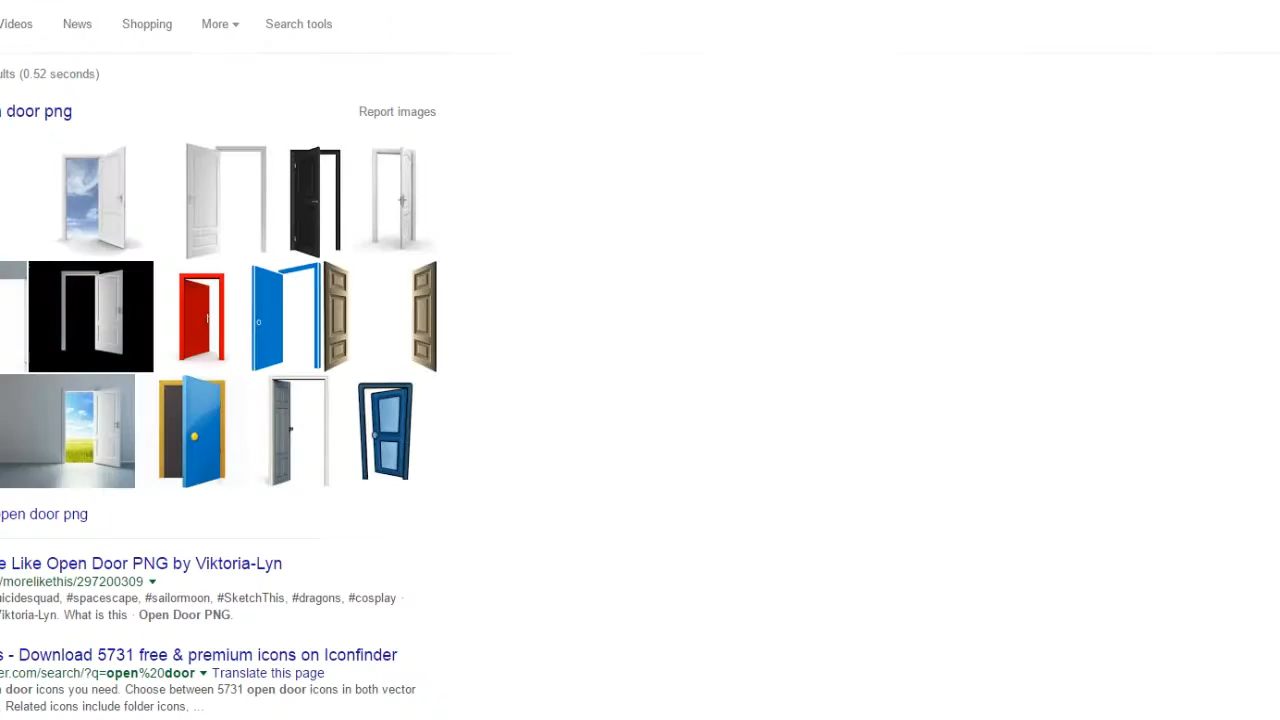 Videos News Shopping More Search tools
ults (0.52 seconds)
n door png Report images
open door png
e Like Open Door PNG by Viktoria-Lyn
/morelikethis/297200309
uicidesquad, #spacescape, #sailormoon, #SketchThis, #dragons, #cosplay ·
Viktoria-Lyn. What is this · Open Door PNG.
s - Download 5731 free & premium icons on Iconfinder
er.com/search/?q=open%20door Translate this page
n door icons you need. Choose between 5731 open door icons in both vector
. Related icons include folder icons, ...